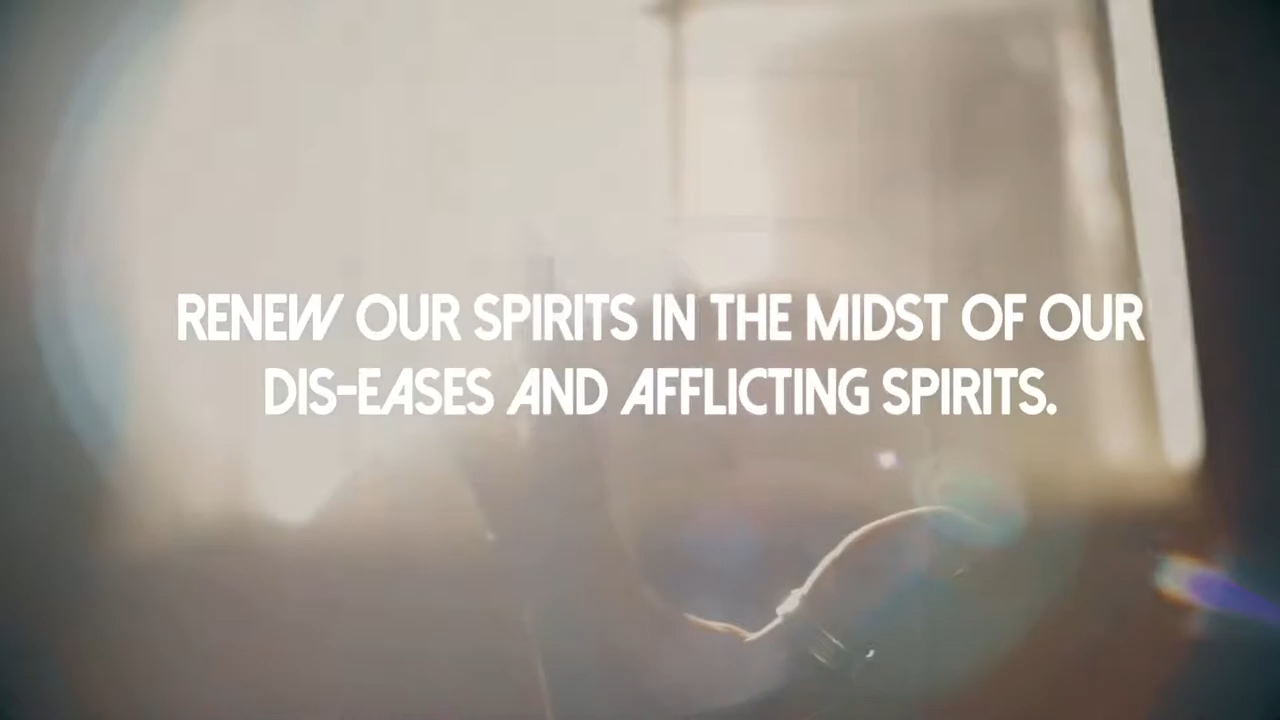 RENEW OUR SPIRITS IN THE MIDST OF OUR
DIS-EASES AND AFFLICTING SPIRITS.